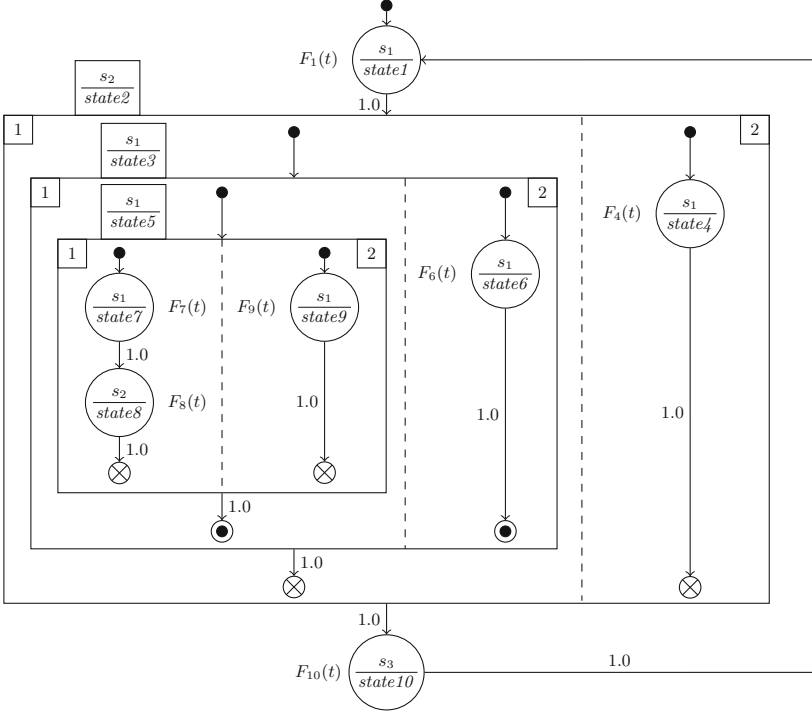 F₁(t)
s₁
state1
1.0
s₂
state2
1
2
s₁
state3
1
2
s₁
state5
F₄(t)
s₁
state4
1
2
F₆(t)
s₁
state6
s₁
state7
F₇(t)
F₉(t)
s₁
state9
1.0
s₂
state8
F₈(t)
1.0
1.0
1.0
1.0
1.0
1.0
1.0
F₁₀(t)
s₃
state10
1.0